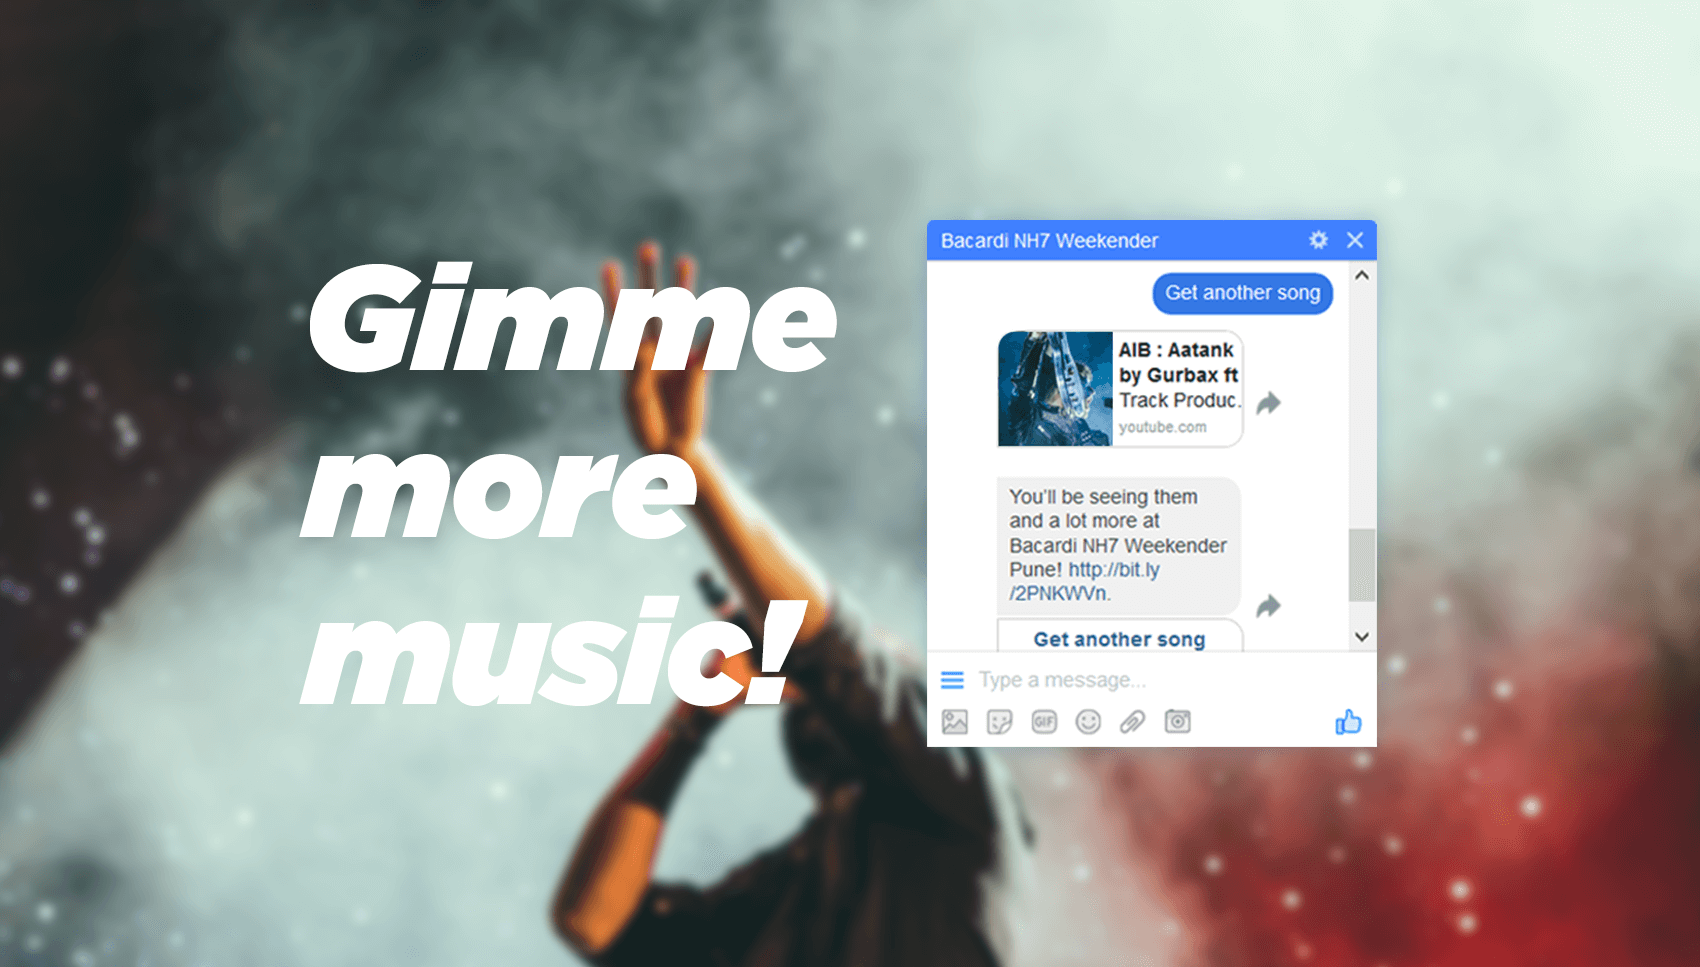 Gimme
more
music!
Bacardi NH7 Weekender
Get another song
AIB : Aatank
by Gurbax ft
Track Produc.
youtube.com
You'll be seeing them
and a lot more at
Bacardi NH7 Weekender
Pune! http://bit.ly
/2PNKWVn.
Get another song
Type a message...
GIF